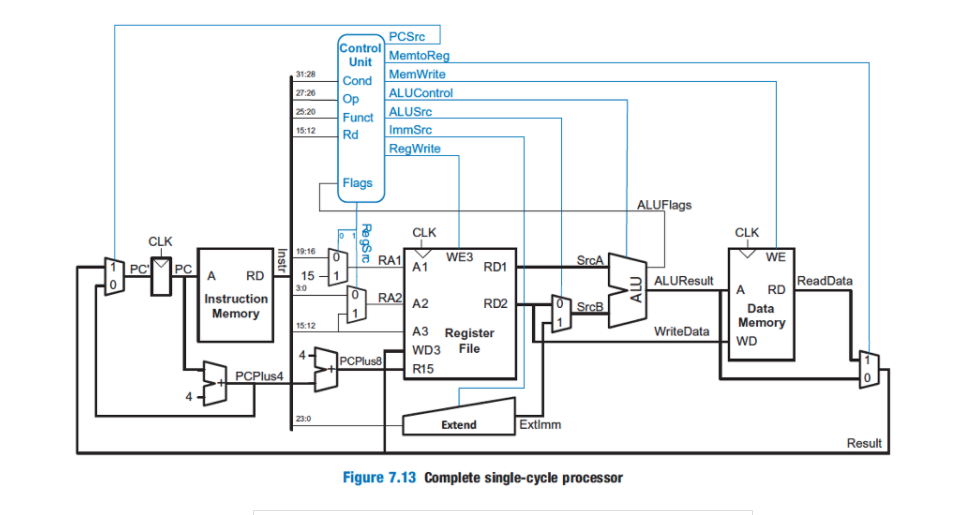 PCSrc
Control
Unit
MemtoReg
MemWrite
ALUControl
ALUSrc
ImmSrc
RegWrite
31:28
Cond
27:26
Op
25:20
Funct
15:12
Rd
Flags
ALUFlags
CLK
PC'
PC
1
0
A
RD
Instruction
Memory
Instr
RegSrc
0 1
19:16
0
15
1
RA1
3:0
0
1
RA2
15:12
CLK
WE3
A1
RD1
A2
RD2
A3
Register
File
WD3
R15
4
+
PCPlus8
4
+
PCPlus4
23:0
Extend
ExtImm
SrcA
0
1
SrcB
ALU
ALUResult
WriteData
CLK
WE
A
RD
Data
Memory
WD
ReadData
1
0
Result
Figure 7.13 Complete single-cycle processor